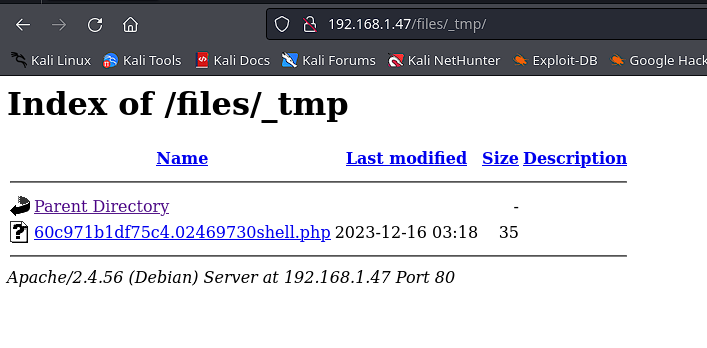 192.168.1.47/files/_tmp/
Kali Linux Kali Tools Kali Docs Kali Forums Kali NetHunter Exploit-DB Google Hack
Index of /files/_tmp
Name Last modified Size Description
Parent Directory -
60c971b1df75c4.02469730shell.php 2023-12-16 03:18 35
Apache/2.4.56 (Debian) Server at 192.168.1.47 Port 80